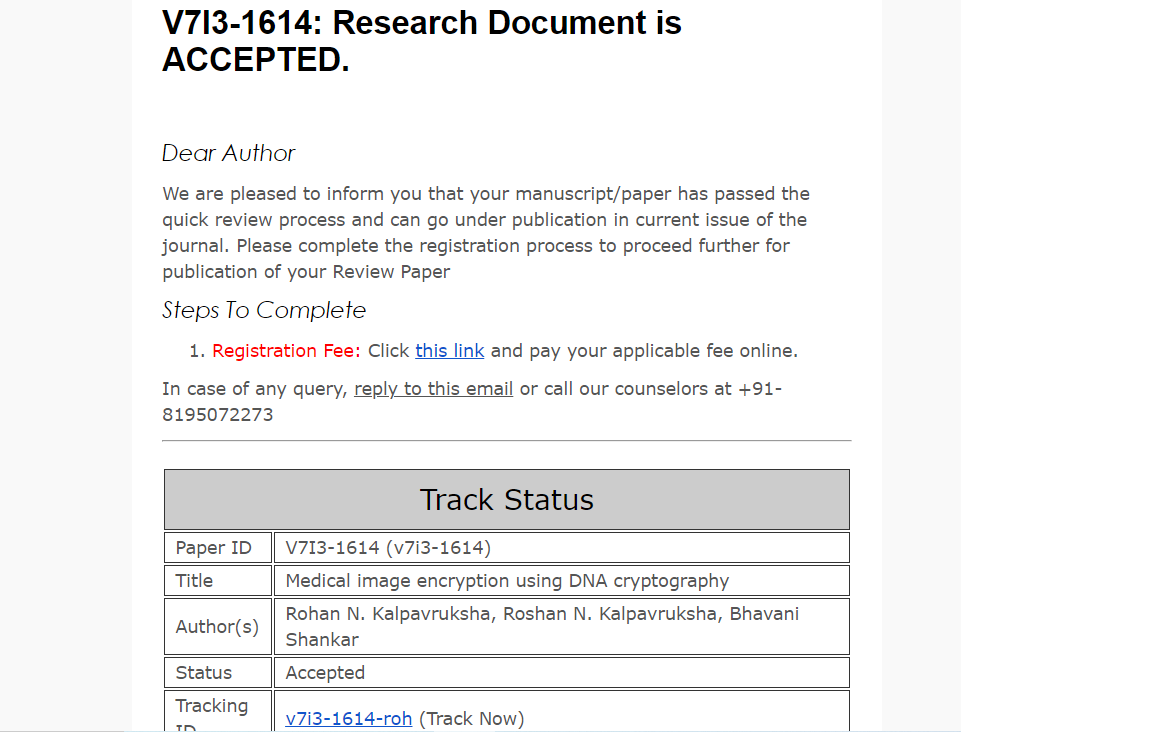 V7I3-1614: Research Document is
ACCEPTED.
Dear Author
We are pleased to inform you that your manuscript/paper has passed the
quick review process and can go under publication in current issue of the
journal. Please complete the registration process to proceed further for
publication of your Review Paper
Steps To Complete
1. Registration Fee: Click this link and pay your applicable fee online.
In case of any query, reply to this email or call our counselors at +91-
8195072273
Track Status
Paper ID V7I3-1614 (v7i3-1614)
Title Medical image encryption using DNA cryptography
Author(s) Rohan N. Kalpavruksha, Roshan N. Kalpavruksha, Bhavani
Shankar
Status Accepted
Tracking
ID v7i3-1614-roh (Track Now)